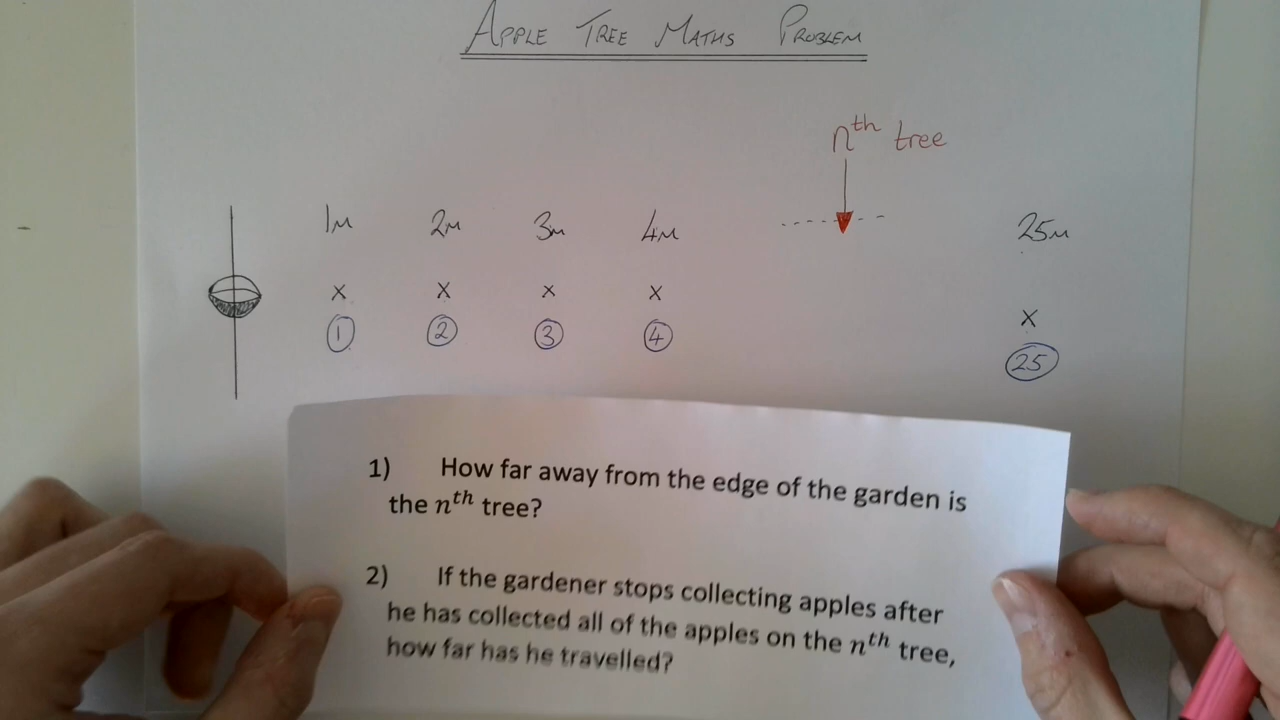 APPLE TREE MATHS PROBLEM
nth tree
1m 2m 3m 4m 25m
x x x x x
1 2 3 4 25
1) How far away from the edge of the garden is
the nth tree?
2) If the gardener stops collecting apples after
he has collected all of the apples on the nth tree,
how far has he travelled?